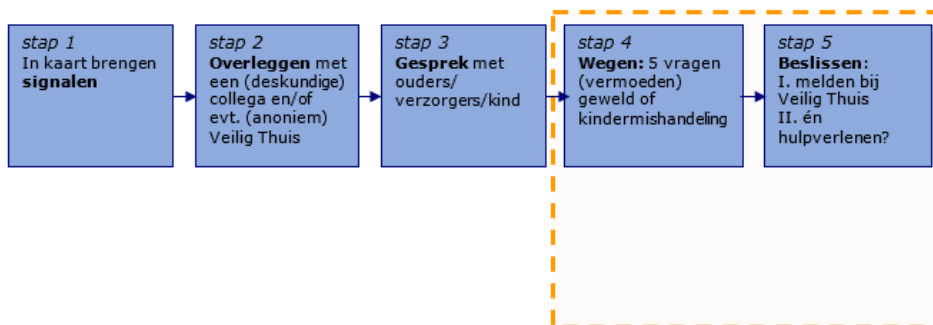 stap 1
In kaart brengen
signalen
stap 2
Overleggen met
een (deskundige)
collega en/of
evt. (anoniem)
Veilig Thuis
stap 3
Gesprek met
ouders/
verzorgers/kind
stap 4
Wegen: 5 vragen
(vermoeden)
geweld of
kindermishandeling
stap 5
Beslissen:
I. melden bij
Veilig Thuis
II. én
hulpverlenen?